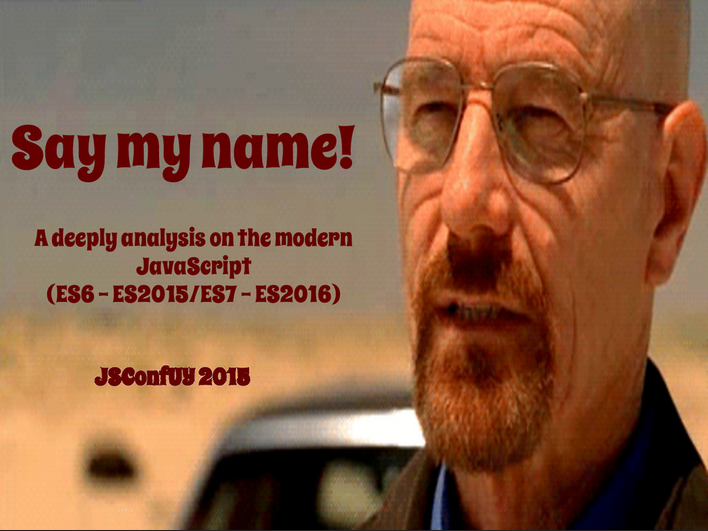 Say my name!
A deeply analysis on the modern
JavaScript
(ES6 - ES2015/ES7 - ES2016)
JSConfUY 2015